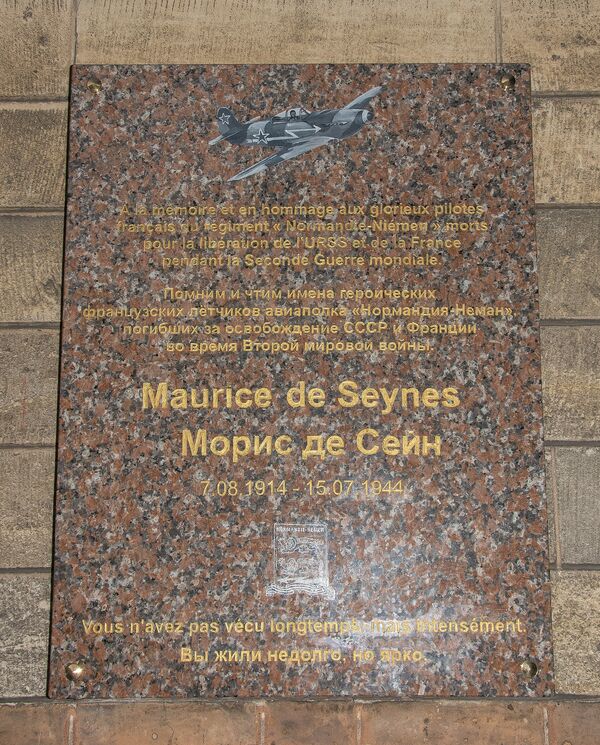 A la mémoire et en hommage aux glorieux pilotes
français du régiment « Normandie-Niemen » morts
pour la libération de l'URSS et de la France
pendant la Seconde Guerre mondiale.
Помним и чтим имена героических
французских лётчиков авиаполка «Нормандия-Неман»,
погибших за освобождение СССР и Франции
во время Второй мировой войны.
Maurice de Seynes
Морис де Сейн
7.08.1914 - 15.07.1944
NORMANDIE-NIEMEN
Vous n'avez pas vécu longtemps, mais intensément.
Вы жили недолго, но ярко.